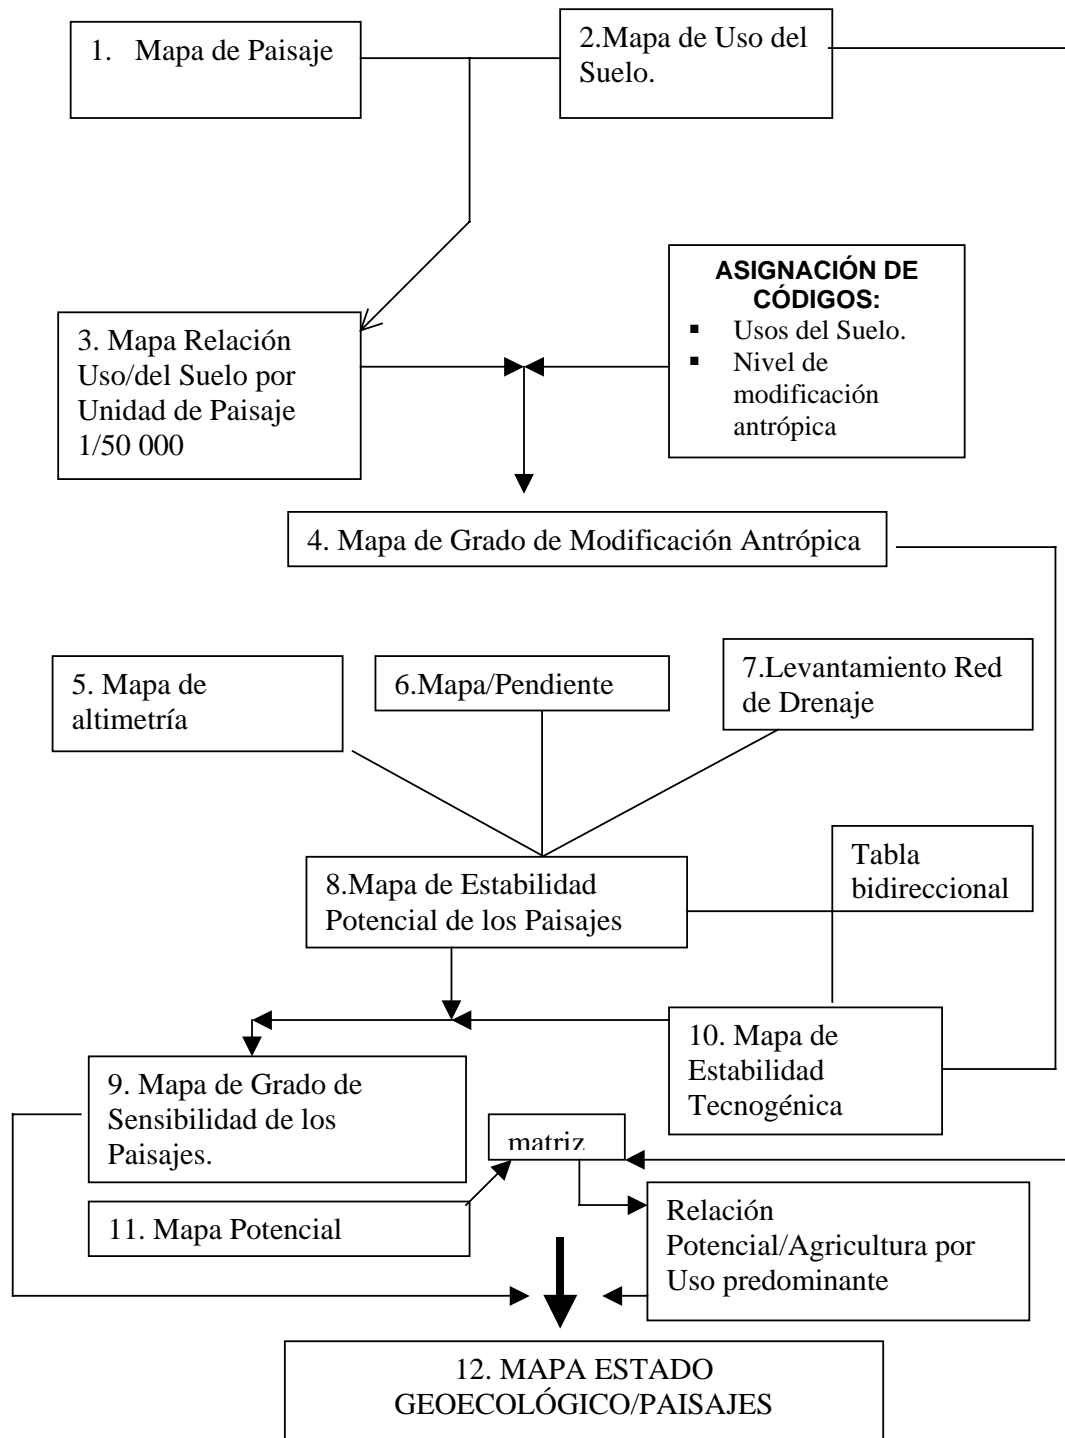 1. Mapa de Paisaje
2.Mapa de Uso del
Suelo.
ASIGNACIÓN DE
CÓDIGOS:
▪ Usos del Suelo.
▪ Nivel de
modificación
antrópica
3. Mapa Relación
Uso/del Suelo por
Unidad de Paisaje
1/50 000
4. Mapa de Grado de Modificación Antrópica
5. Mapa de
altimetría
6.Mapa/Pendiente
7.Levantamiento Red
de Drenaje
8.Mapa de Estabilidad
Potencial de los Paisajes
Tabla
bidireccional
9. Mapa de Grado de
Sensibilidad de los
Paisajes.
10. Mapa de
Estabilidad
Tecnogénica
matriz
11. Mapa Potencial
Relación
Potencial/Agricultura por
Uso predominante
12. MAPA ESTADO
GEOECOLÓGICO/PAISAJES